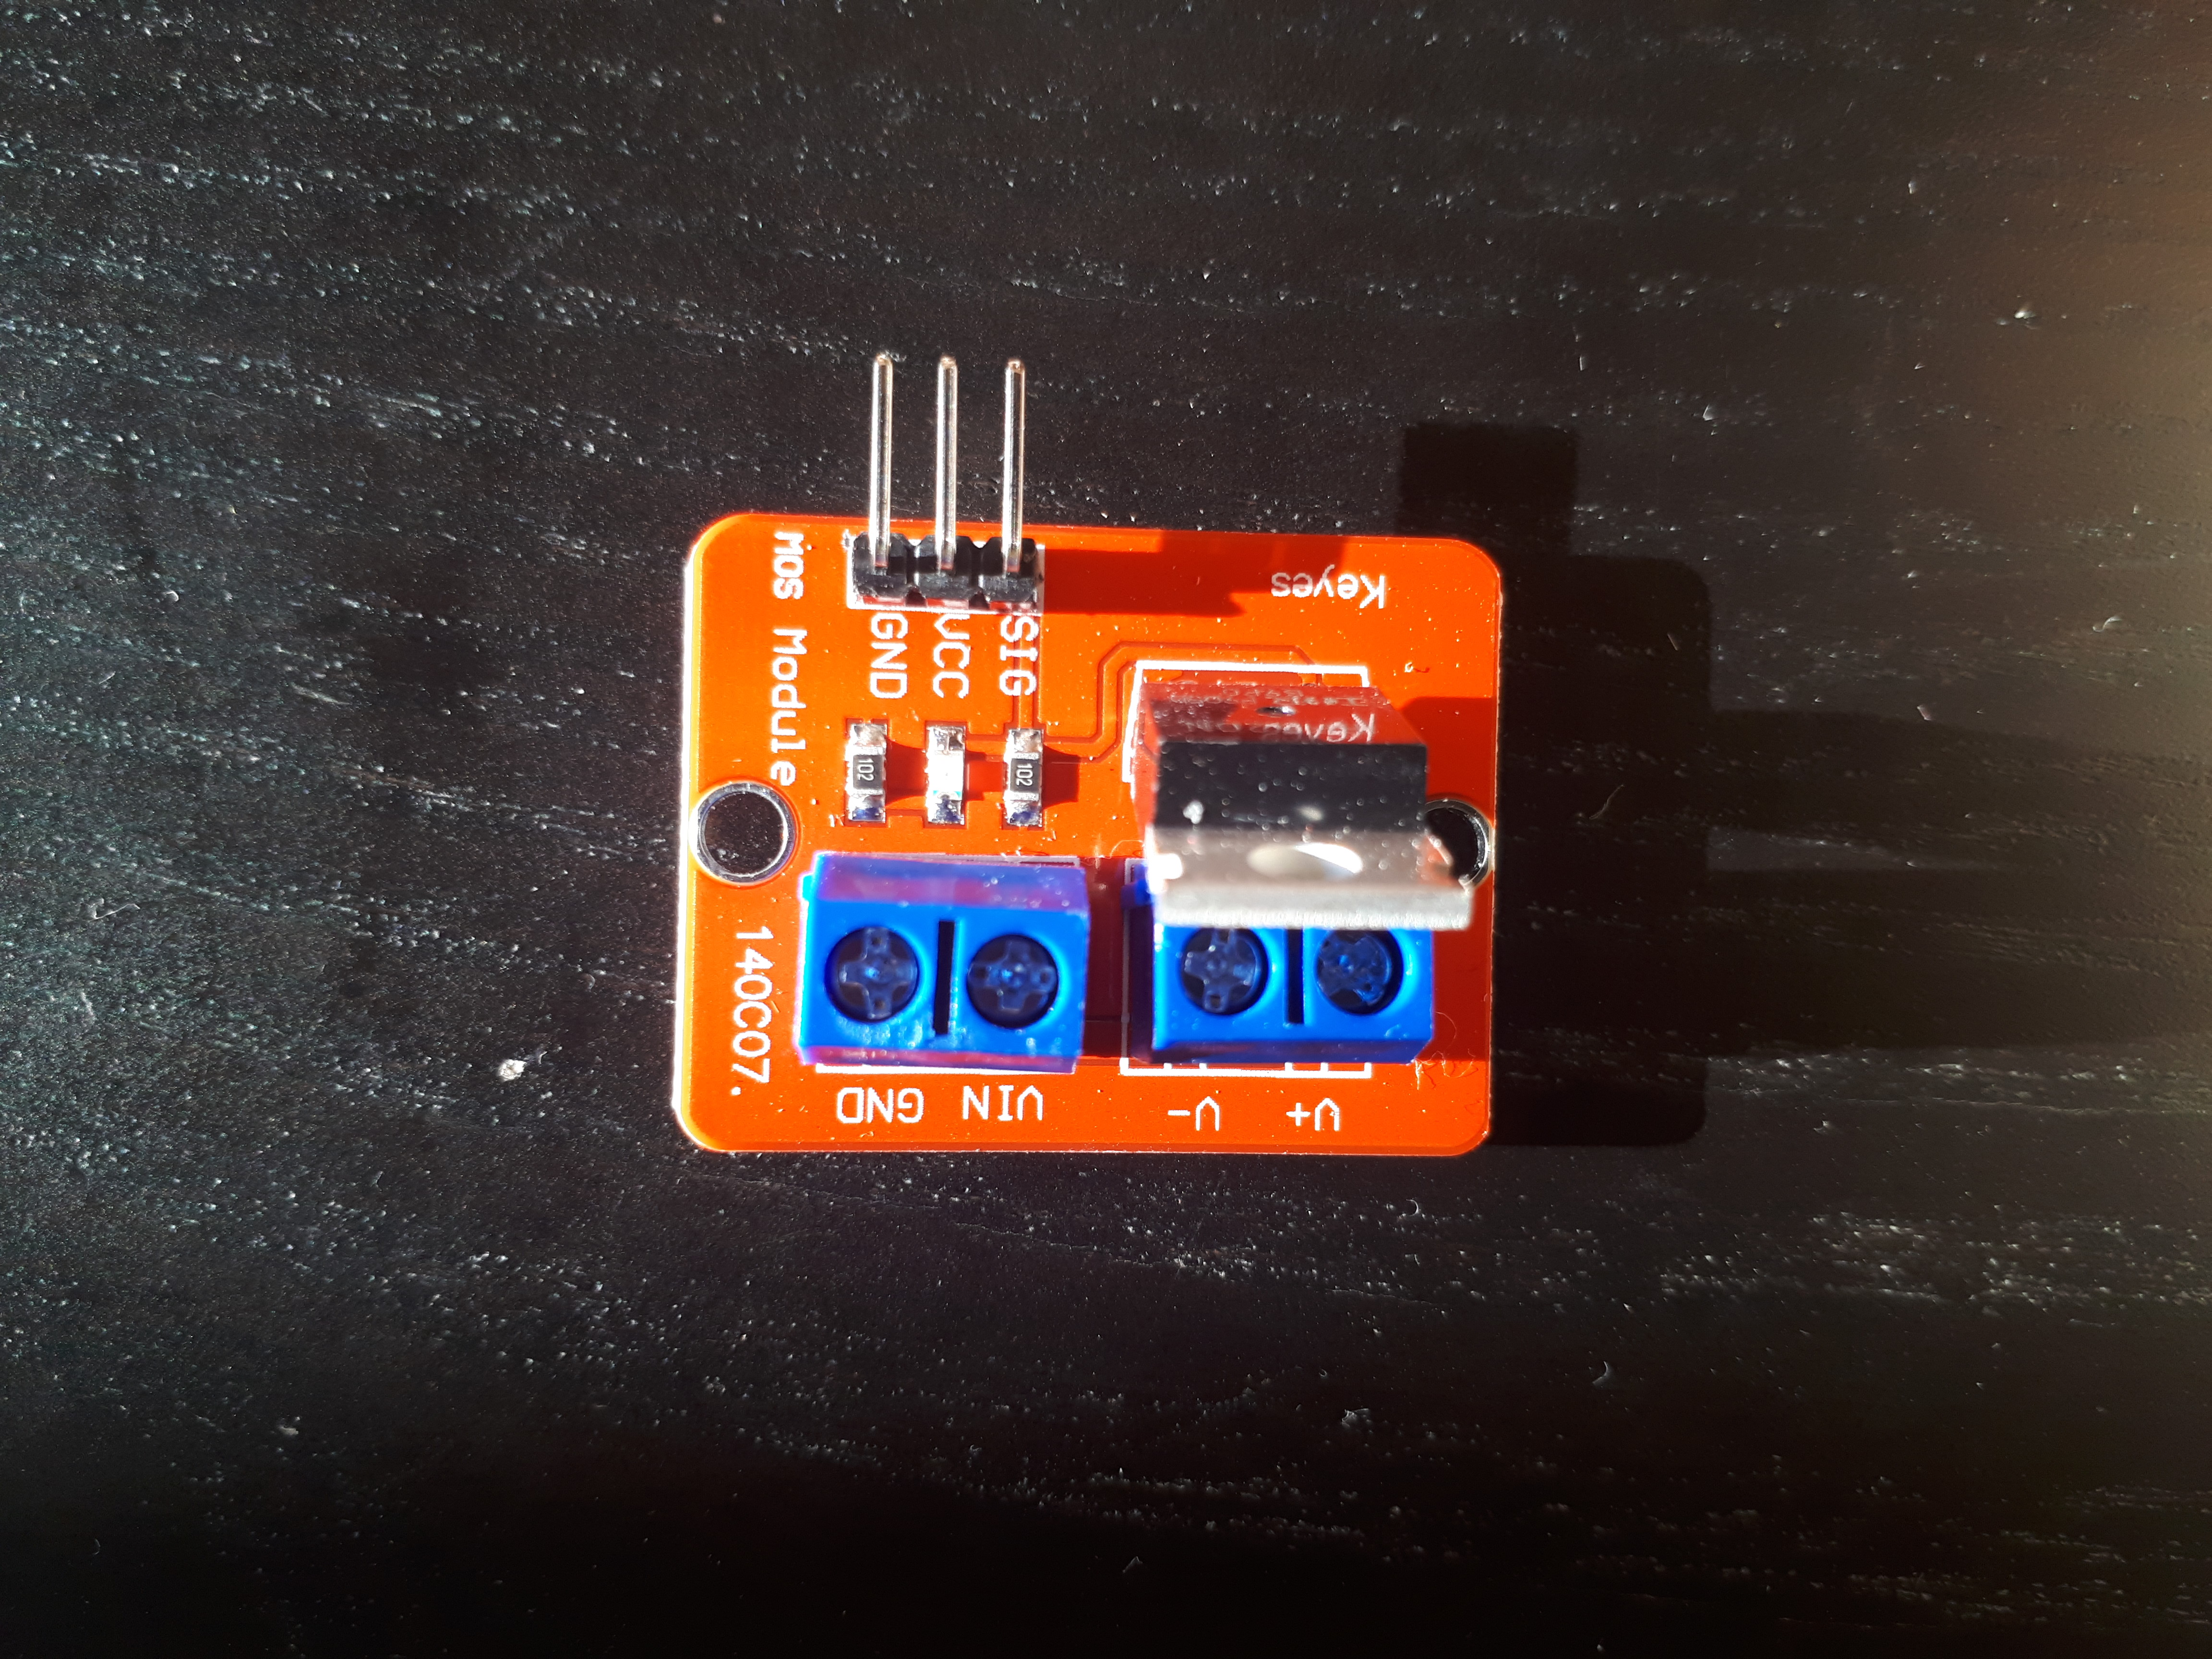 140C07.
MOS Module
VIN GND
102
102
GND
VCC
SIG
V+ V-
Keyes